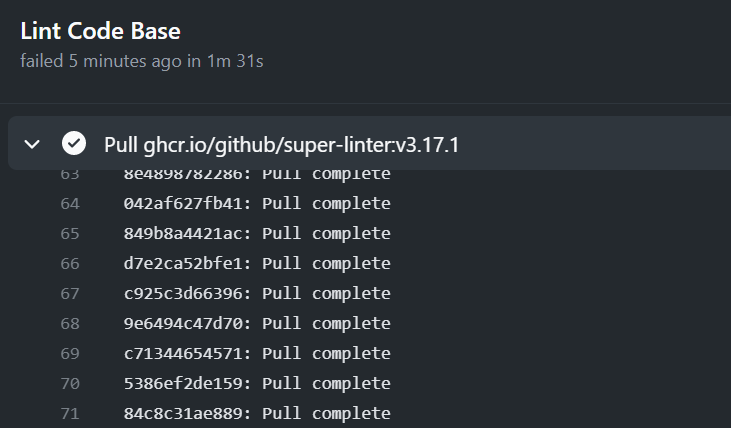 Lint Code Base
failed 5 minutes ago in 1m 31s
Pull ghcr.io/github/super-linter:v3.17.1
63 8e4898782286: Pull complete
64 042af627fb41: Pull complete
65 849b8a4421ac: Pull complete
66 d7e2ca52bfe1: Pull complete
67 c925c3d66396: Pull complete
68 9e6494c47d70: Pull complete
69 c71344654571: Pull complete
70 5386ef2de159: Pull complete
71 84c8c31ae889: Pull complete